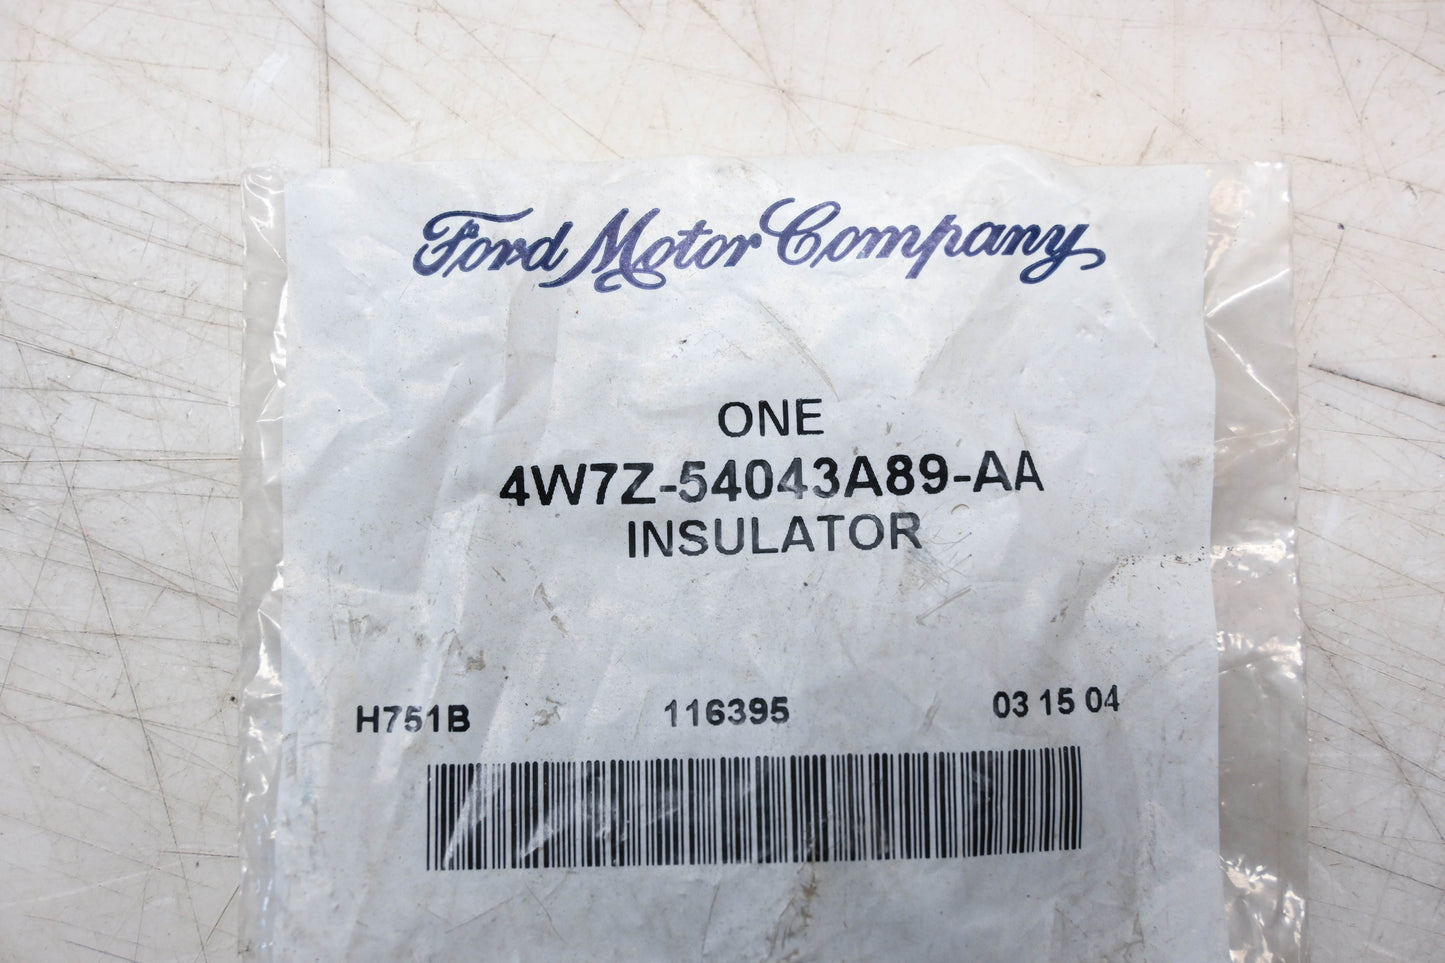 Ford Motor Company
ONE
4W7Z-54043A89-AA
INSULATOR
H751B 116395 03 15 04